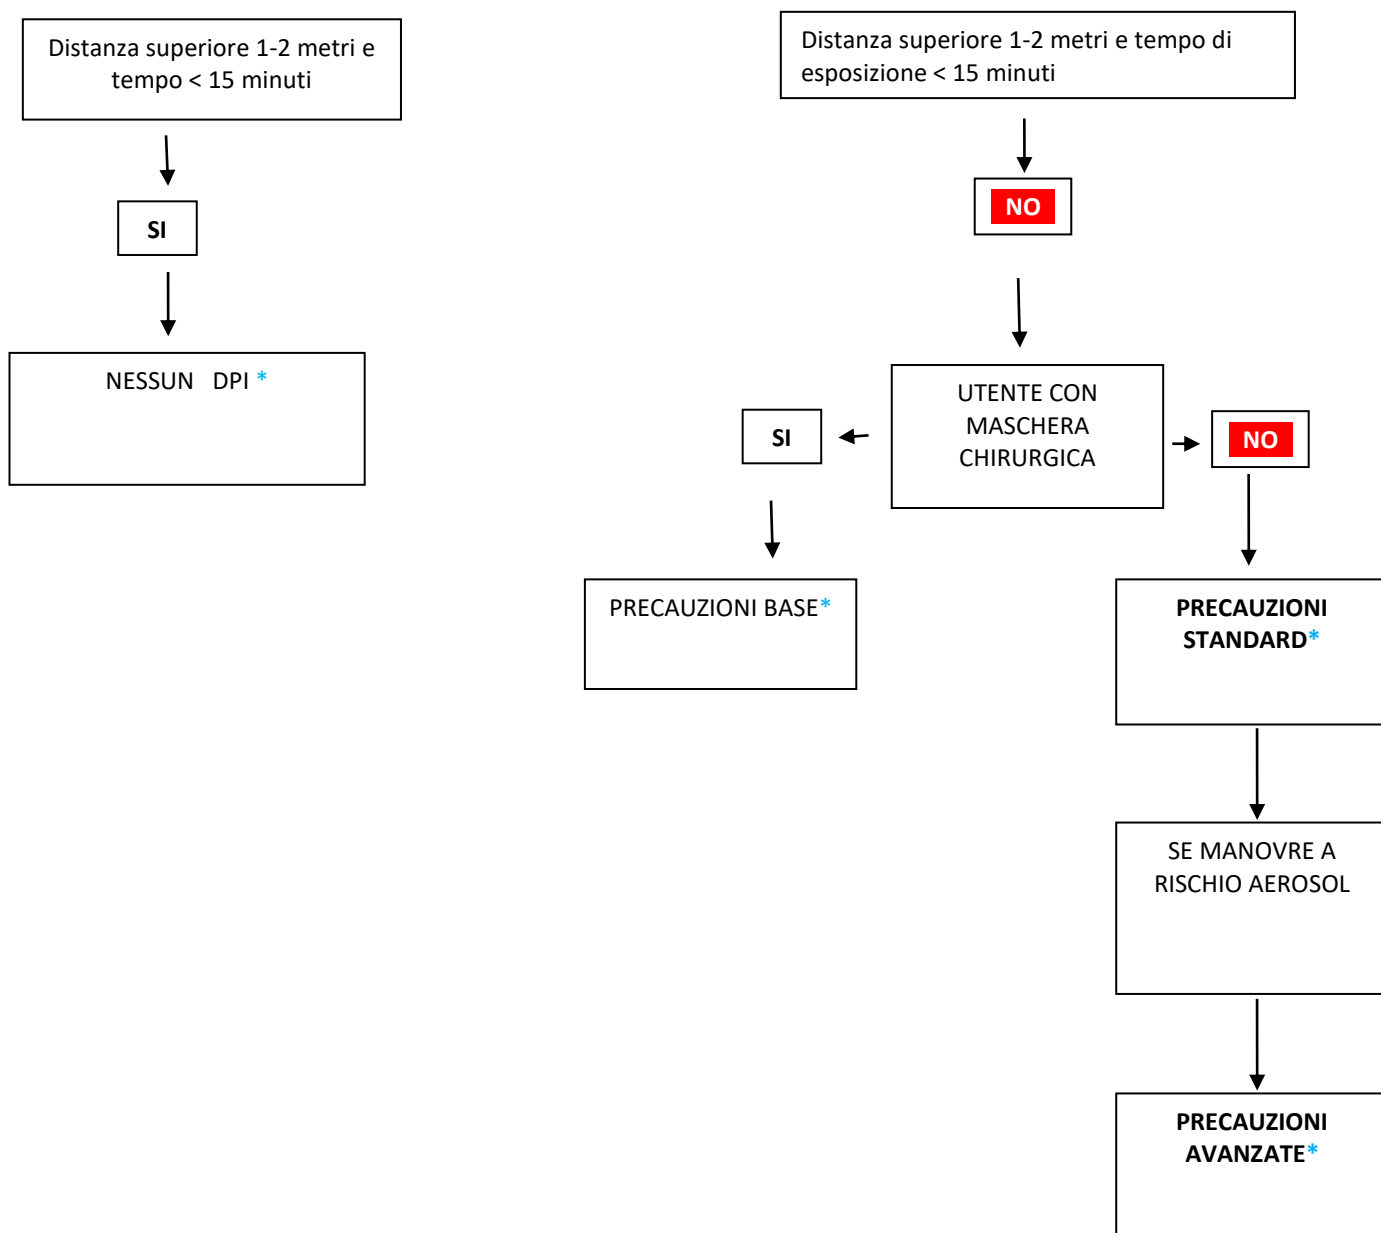 Distanza superiore 1-2 metri e
tempo < 15 minuti
SI
NESSUN DPI *
Distanza superiore 1-2 metri e tempo di
esposizione < 15 minuti
NO
UTENTE CON
MASCHERA
CHIRURGICA
SI
NO
PRECAUZIONI BASE*
PRECAUZIONI
STANDARD*
SE MANOVRE A
RISCHIO AEROSOL
PRECAUZIONI
AVANZATE*